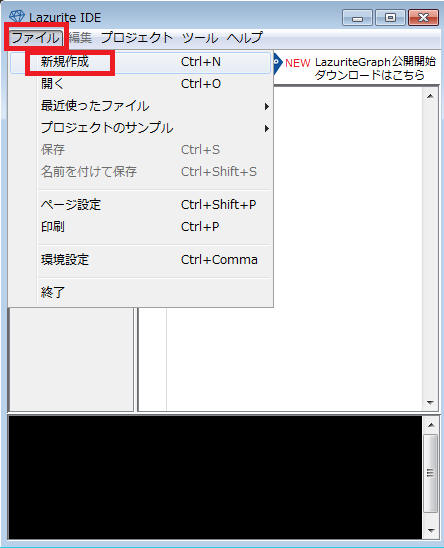 Lazurite IDE
ファイル 編集 プロジェクト ツール ヘルプ
新規作成 Ctrl+N
開く Ctrl+O
最近使ったファイル
プロジェクトのサンプル
保存 Ctrl+S
名前を付けて保存 Ctrl+Shift+S
ページ設定 Ctrl+Shift+P
印刷 Ctrl+P
環境設定 Ctrl+Comma
終了
NEW LazuriteGraph公開開始
ダウンロードはこちら